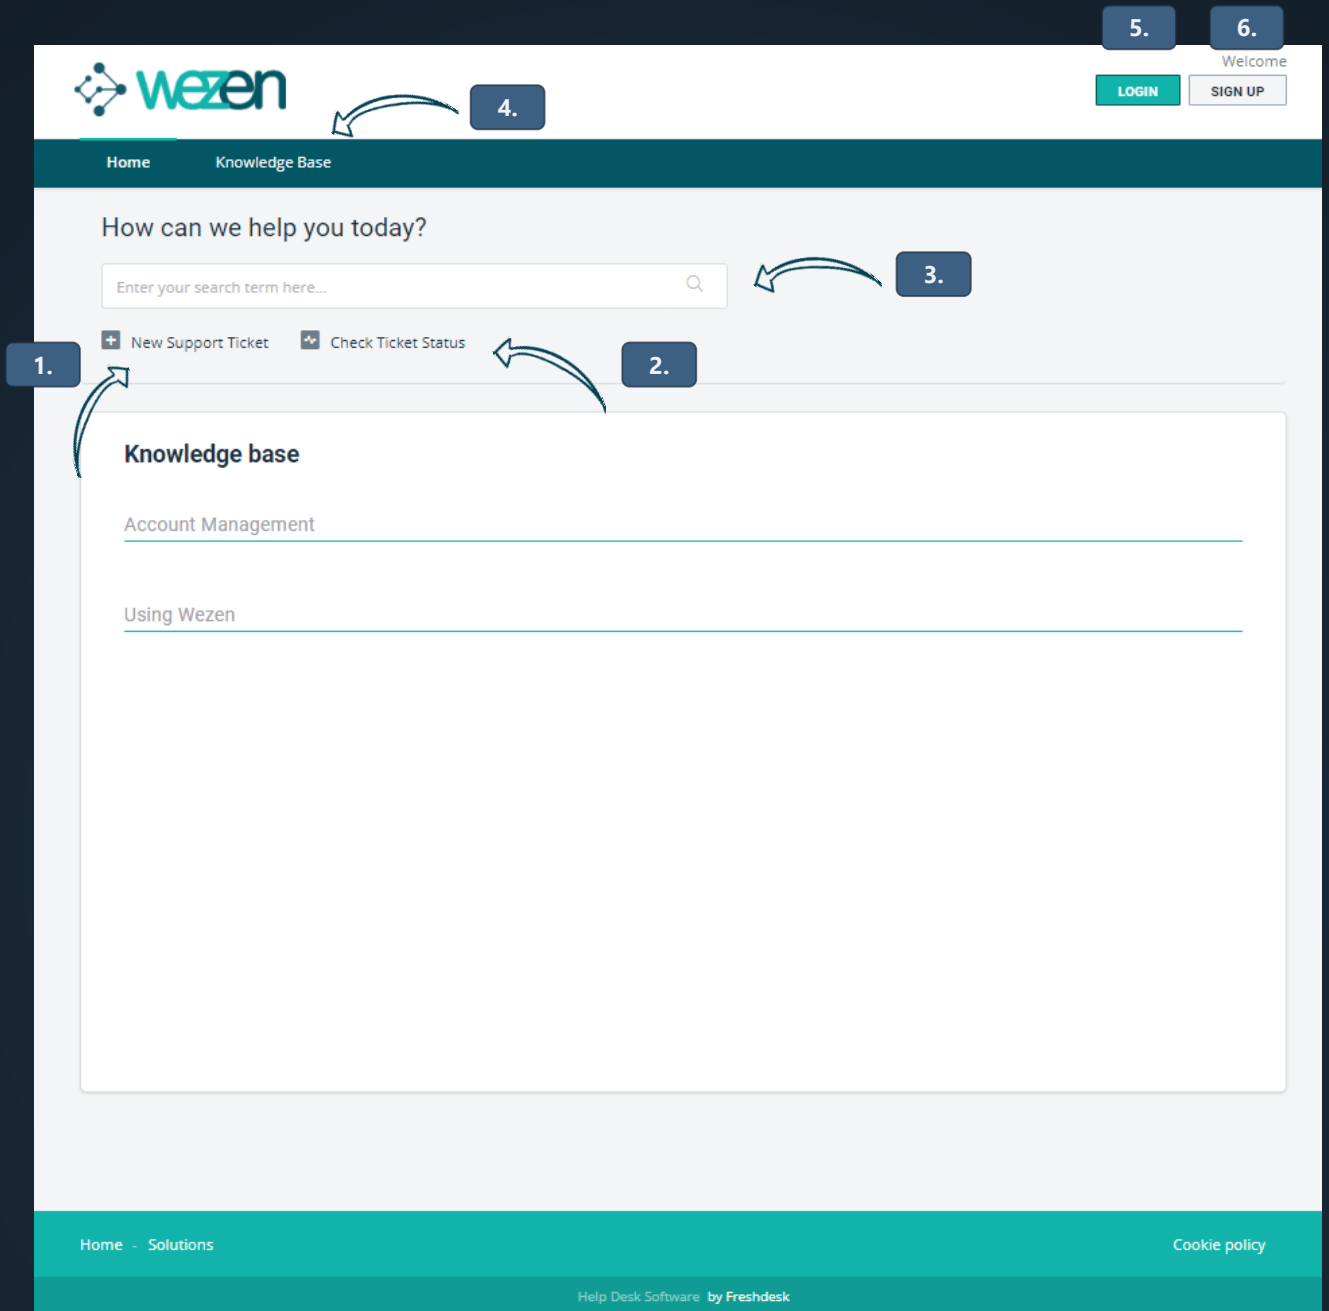 5. 6.
Welcome
wezen
LOGIN SIGN UP
4.
Home Knowledge Base
How can we help you today?
3.
Enter your search term here...
New Support Ticket Check Ticket Status
1. 2.
Knowledge base
Account Management
Using Wezen
Home - Solutions Cookie policy
Help Desk Software by Freshdesk